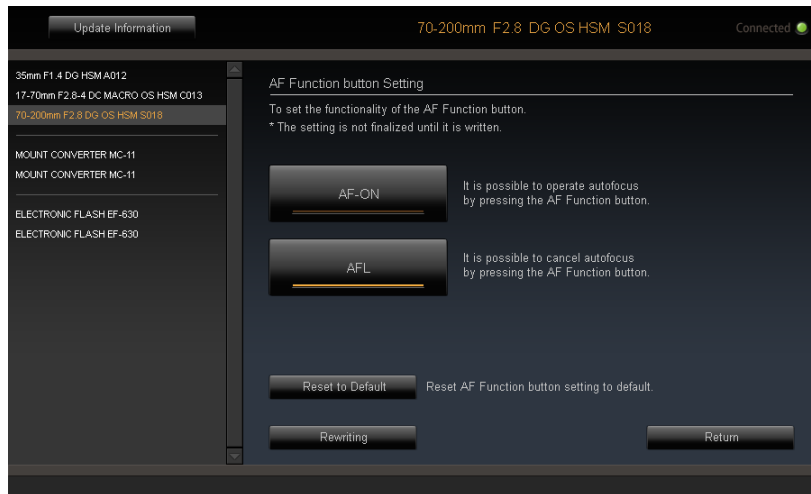 Update Information
70-200mm F2.8 DG OS HSM S018
Connected
35mm F1.4 DG HSM A012
17-70mm F2.8-4 DC MACRO OS HSM C013
70-200mm F2.8 DG OS HSM S018
MOUNT CONVERTER MC-11
MOUNT CONVERTER MC-11
ELECTRONIC FLASH EF-630
ELECTRONIC FLASH EF-630
AF Function button Setting
To set the functionality of the AF Function button.
* The setting is not finalized until it is written.
AF-ON
It is possible to operate autofocus
by pressing the AF Function button.
AFL
It is possible to cancel autofocus
by pressing the AF Function button.
Reset to Default
Reset AF Function button setting to default.
Rewriting
Return